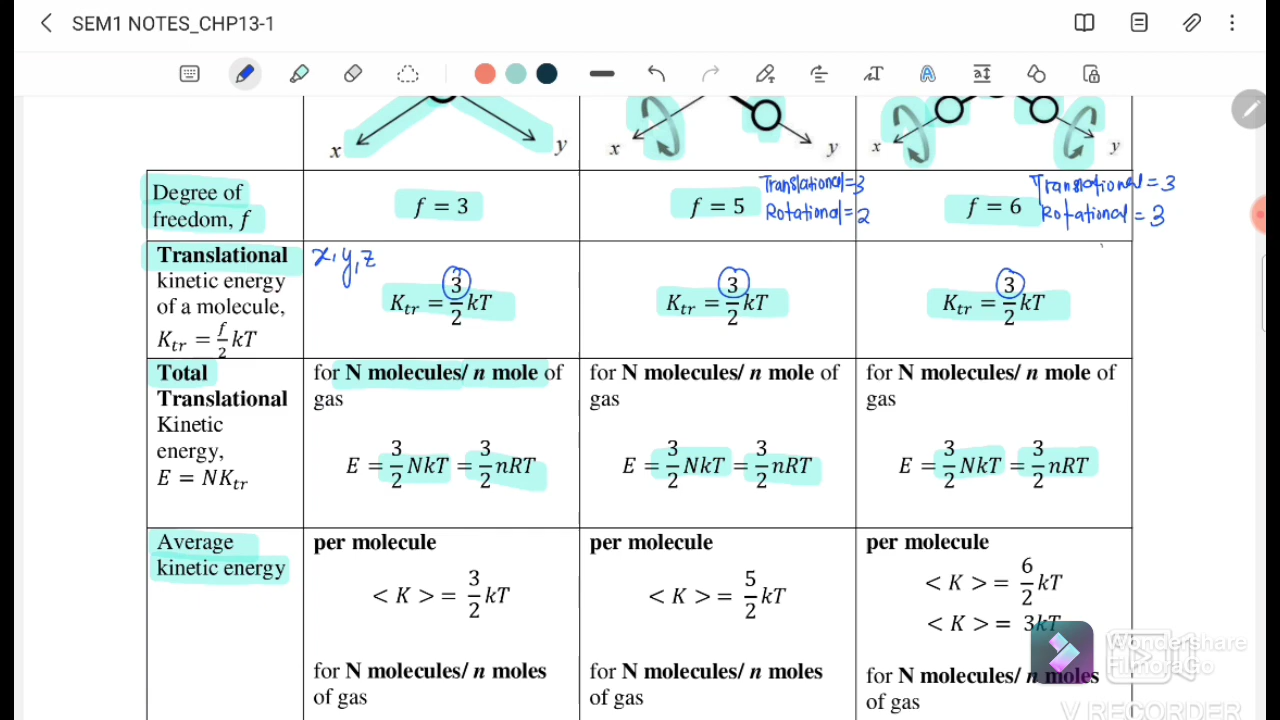 SEM1 NOTES_CHP13-1
x y
x y
x y
Degree of
freedom, f
f = 3
f = 5
Translational=3
Rotational=2
f = 6
Translational=3
Rotational=3
Translational
kinetic energy
of a molecule,
K_tr = f/2 kT
x, y, z
K_tr = 3/2 kT
K_tr = 3/2 kT
K_tr = 3/2 kT
Total
Translational
Kinetic
energy,
E = NK_tr
for N molecules/ n mole of
gas
E = 3/2 NkT = 3/2 nRT
for N molecules/ n mole of
gas
E = 3/2 NkT = 3/2 nRT
for N molecules/ n mole of
gas
E = 3/2 NkT = 3/2 nRT
Average
kinetic energy
per molecule
< K > = 3/2 kT
for N molecules/ n moles
of gas
per molecule
< K > = 5/2 kT
for N molecules/ n moles
of gas
per molecule
< K > = 6/2 kT
< K > = 3kT
for N molecules/ n moles
of gas
Wondershare
FilmoraGo
V RECORDER